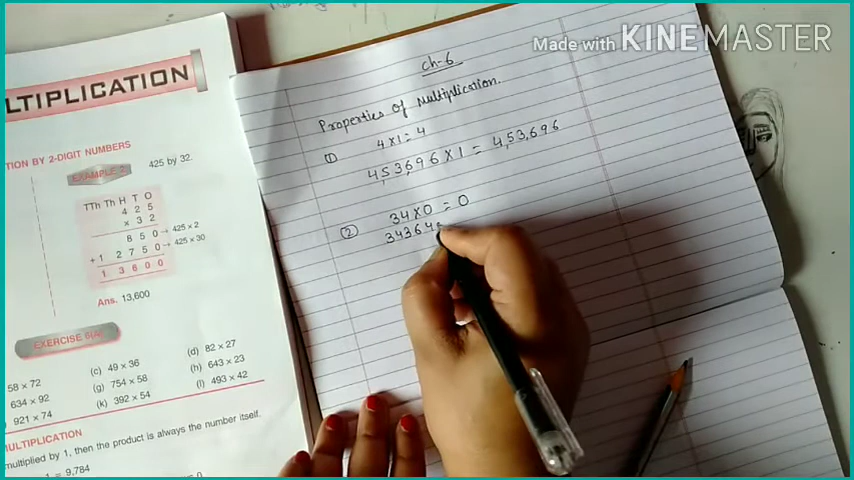 Made with KINEMASTER
LTIPLICATION
TION BY 2-DIGIT NUMBERS
EXAMPLE 2 425 by 32.
TTh Th H T O
4 2 5
× 3 2
8 5 0 → 425 × 2
+ 1 2 7 5 0 → 425 × 30
1 3 6 0 0
Ans. 13,600
EXERCISE 6(A)
58 × 72 (c) 49 × 36 (d) 82 × 27
634 × 92 (g) 754 × 58 (h) 643 × 23
921 × 74 (k) 392 × 54 (l) 493 × 42
MULTIPLICATION
multiplied by 1, then the product is always the number itself.
= 9,784
Ch-6
Properties of Multiplication.
(1) 4 × 1 = 4
4,53,696 × 1 = 4,53,696
(2) 34 × 0 = 0
34364